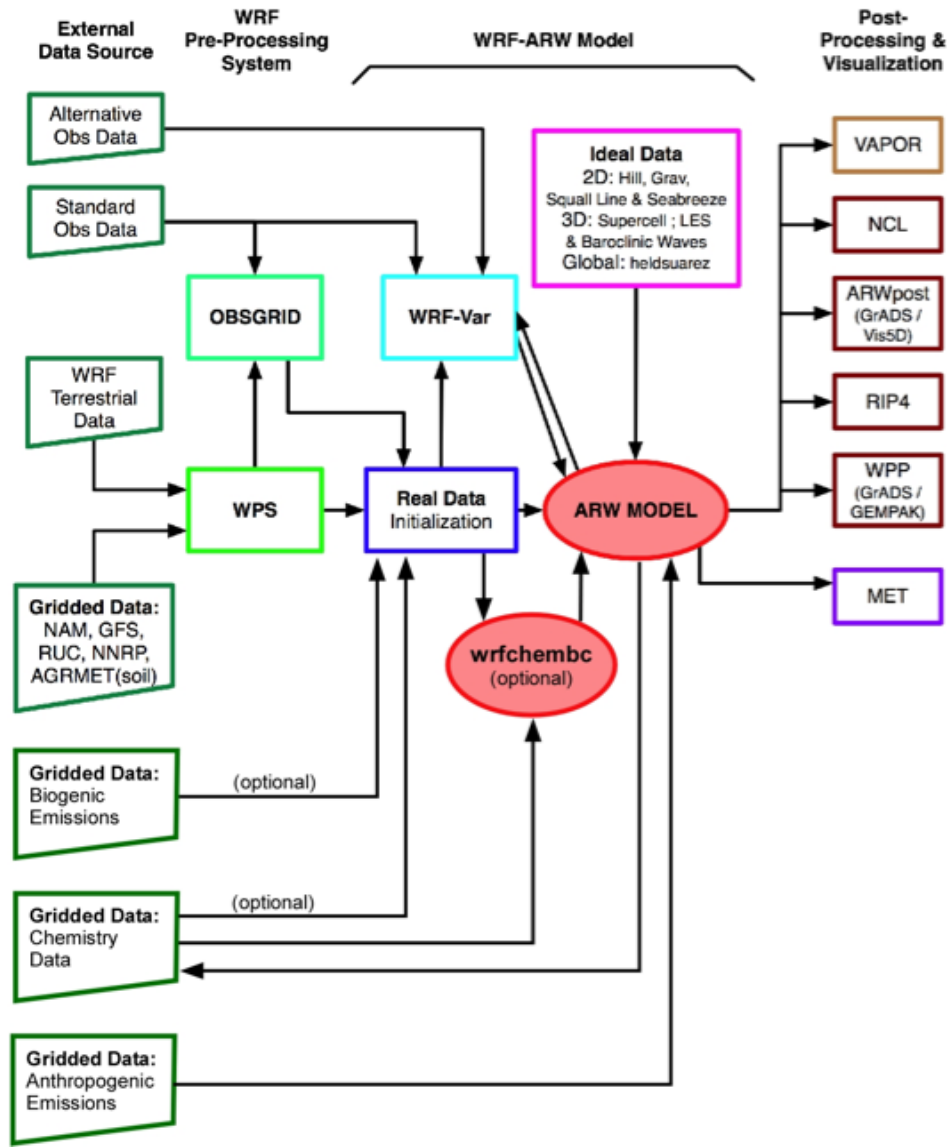 External
Data Source
WRF
Pre-Processing
System
WRF-ARW Model
Post-
Processing &
Visualization
Alternative
Obs Data
Standard
Obs Data
WRF
Terrestrial
Data
Gridded Data:
NAM, GFS,
RUC, NNRP,
AGRMET(soil)
Gridded Data:
Biogenic
Emissions
Gridded Data:
Chemistry
Data
Gridded Data:
Anthropogenic
Emissions
OBSGRID
WPS
(optional)
(optional)
WRF-Var
Real Data
Initialization
Ideal Data
2D: Hill, Grav,
Squall Line & Seabreeze
3D: Supercell ; LES
& Baroclinic Waves
Global: heldsuarez
ARW MODEL
wrfchembc
(optional)
VAPOR
NCL
ARWpost
(GrADS /
Vis5D)
RIP4
WPP
(GrADS /
GEMPAK)
MET